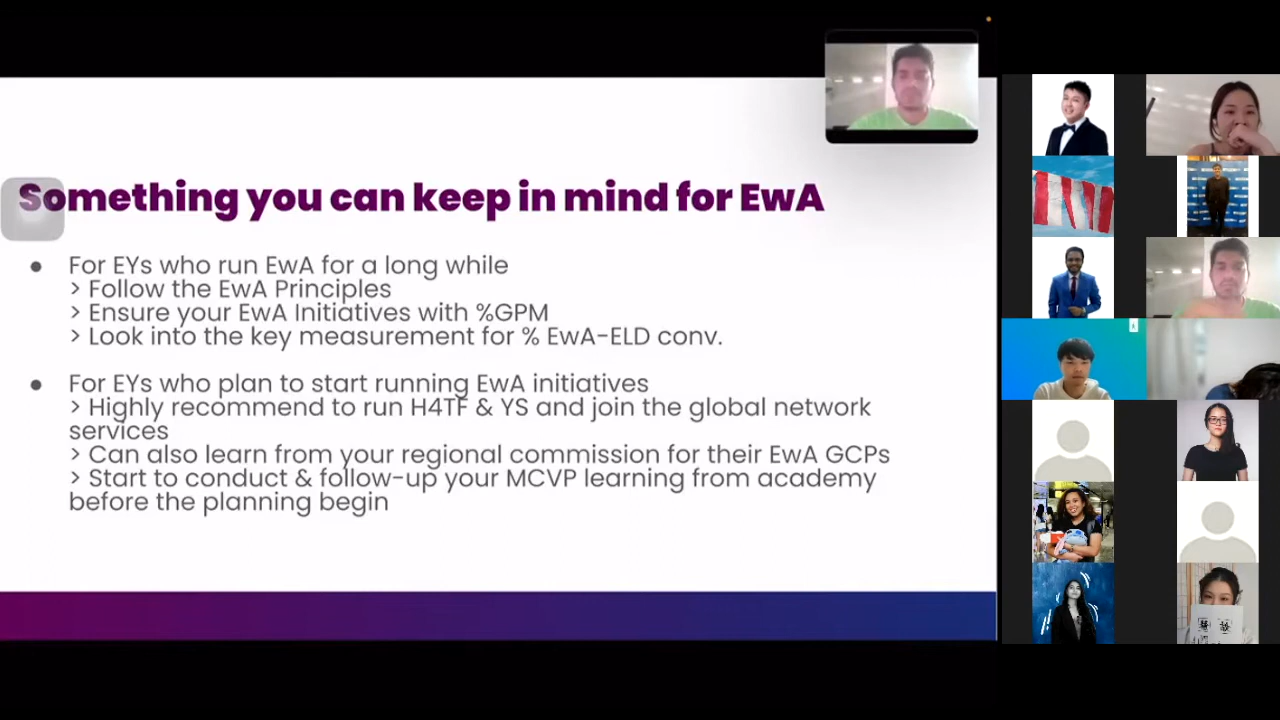 Something you can keep in mind for EwA
● For EYs who run EwA for a long while
> Follow the EwA Principles
> Ensure your EwA Initiatives with %GPM
> Look into the key measurement for % EwA-ELD conv.
● For EYs who plan to start running EwA initiatives
> Highly recommend to run H4TF & YS and join the global network
services
> Can also learn from your regional commission for their EwA GCPs
> Start to conduct & follow-up your MCVP learning from academy
before the planning begin